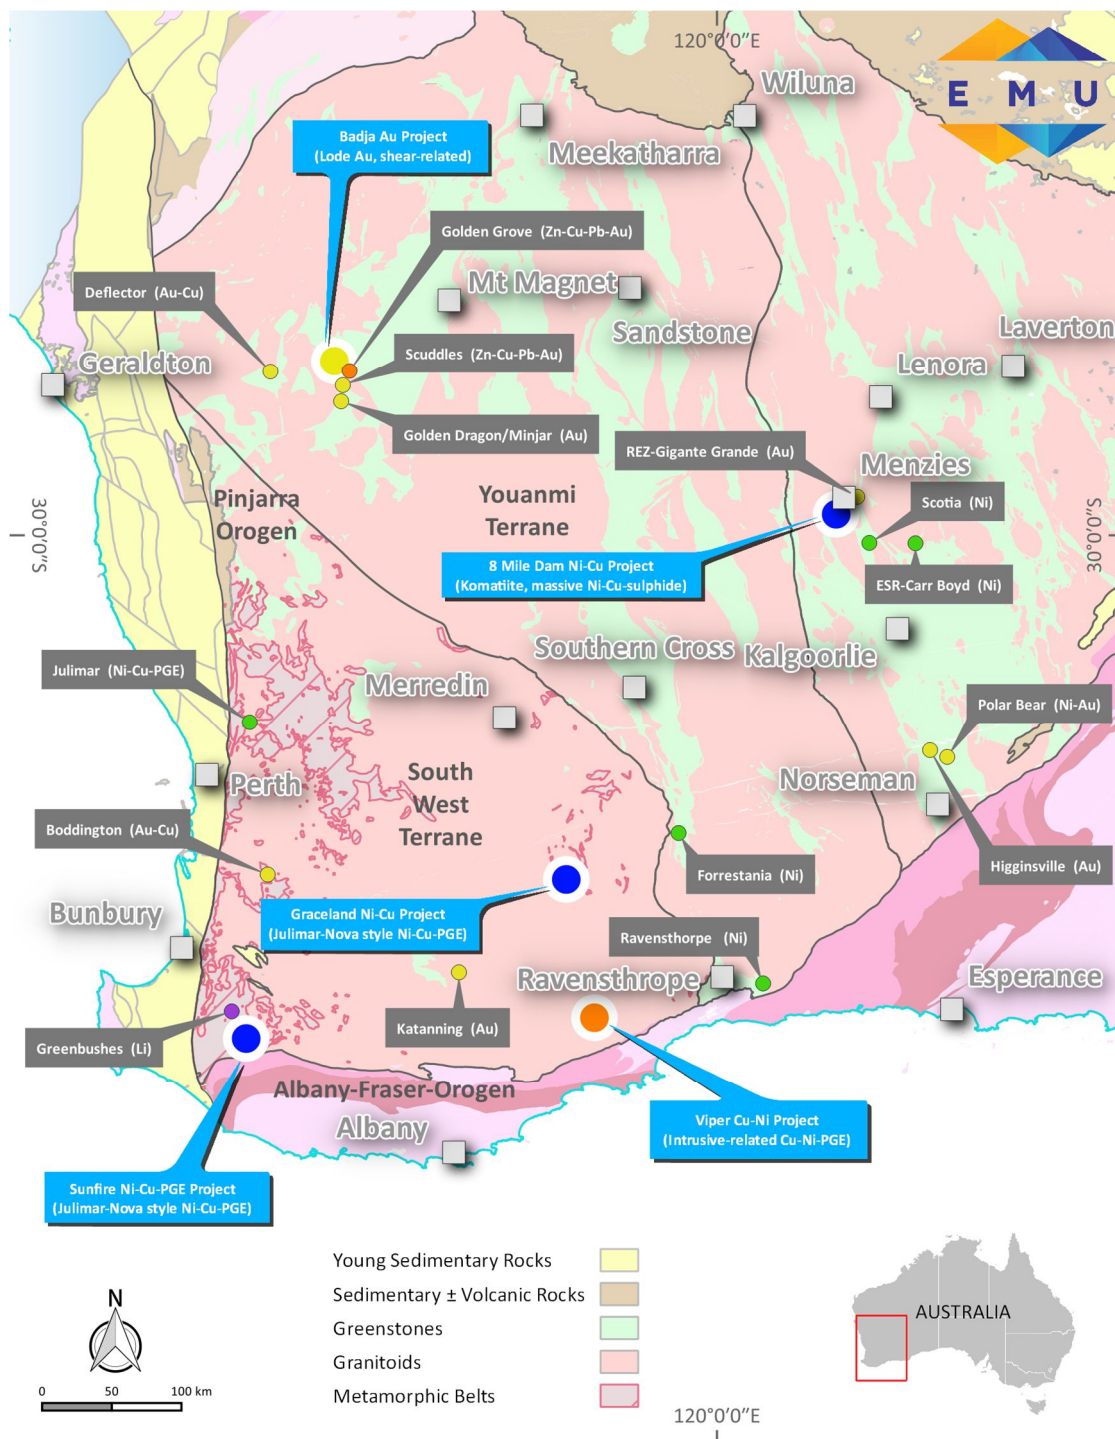 120°0'0"E
Wiluna
E M U
Badja Au Project
(Lode Au, shear-related)
Meekatharra
Golden Grove (Zn-Cu-Pb-Au)
Deflector (Au-Cu)
Mt Magnet
Sandstone
Laverton
Geraldton
Scuddles (Zn-Cu-Pb-Au)
Lenora
Golden Dragon/Minjar (Au)
REZ-Gigante Grande (Au)
Menzies
Pinjarra
Orogen
Youanmi
Terrane
Scotia (Ni)
30°0'0"S
30°0'0"S
8 Mile Dam Ni-Cu Project
(Komatiite, massive Ni-Cu-sulphide)
ESR-Carr Boyd (Ni)
Southern Cross
Kalgoorlie
Julimar (Ni-Cu-PGE)
Merredin
Polar Bear (Ni-Au)
Perth
South
West
Terrane
Norseman
Boddington (Au-Cu)
Forrestania (Ni)
Higginsville (Au)
Bunbury
Graceland Ni-Cu Project
(Julimar-Nova style Ni-Cu-PGE)
Ravensthorpe (Ni)
Ravensthrope
Esperance
Katanning (Au)
Greenbushes (Li)
Albany-Fraser-Orogen
Albany
Viper Cu-Ni Project
(Intrusive-related Cu-Ni-PGE)
Sunfire Ni-Cu-PGE Project
(Julimar-Nova style Ni-Cu-PGE)
Young Sedimentary Rocks
Sedimentary ± Volcanic Rocks
Greenstones
Granitoids
Metamorphic Belts
N
0 50 100 km
AUSTRALIA
120°0'0"E